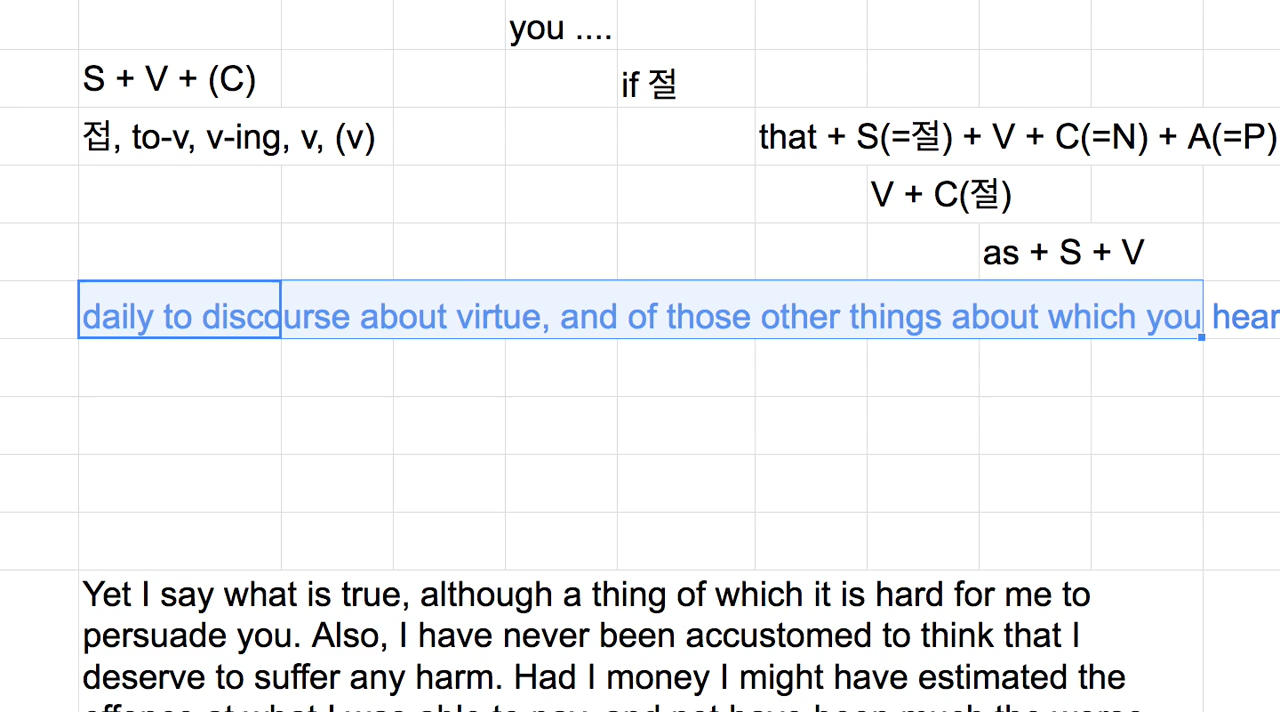 you ....
S + V + (C)
if 절
접, to-v, v-ing, v, (v)
that + S(=절) + V + C(=N) + A(=P)
V + C(절)
as + S + V
daily to discourse about virtue, and of those other things about which you hear
Yet I say what is true, although a thing of which it is hard for me to
persuade you. Also, I have never been accustomed to think that I
deserve to suffer any harm. Had I money I might have estimated the